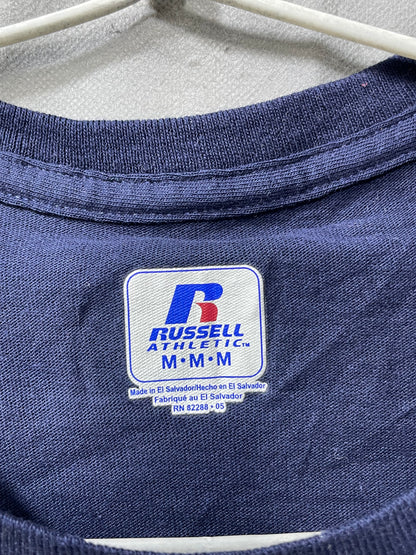 R
RUSSELL
ATHLETIC™
M•M•M
Made in El Salvador/Hecho en El Salvador
Fabriqué au El Salvador
RN 82288 • 05